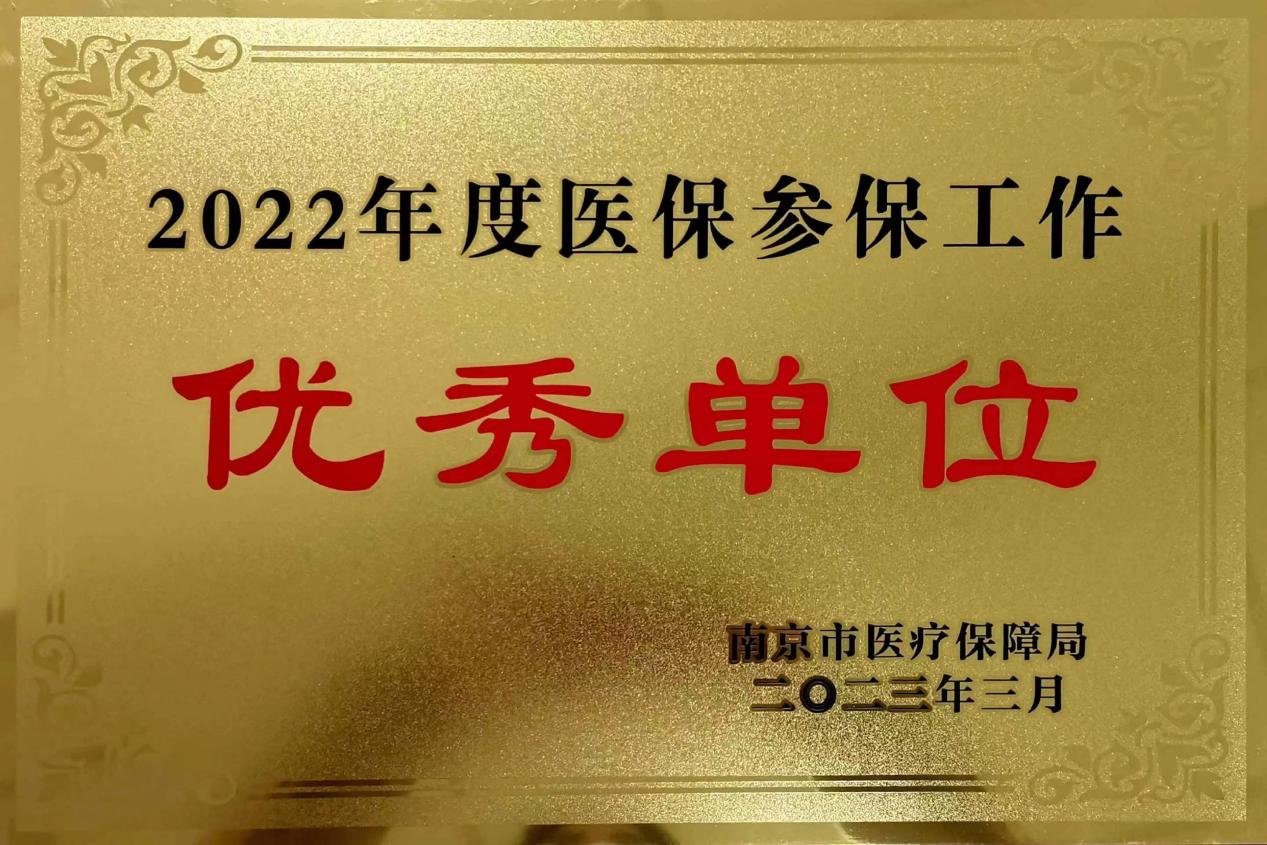 2022年度医保参保工作
优秀单位
南京市医疗保障局
二〇二三年三月